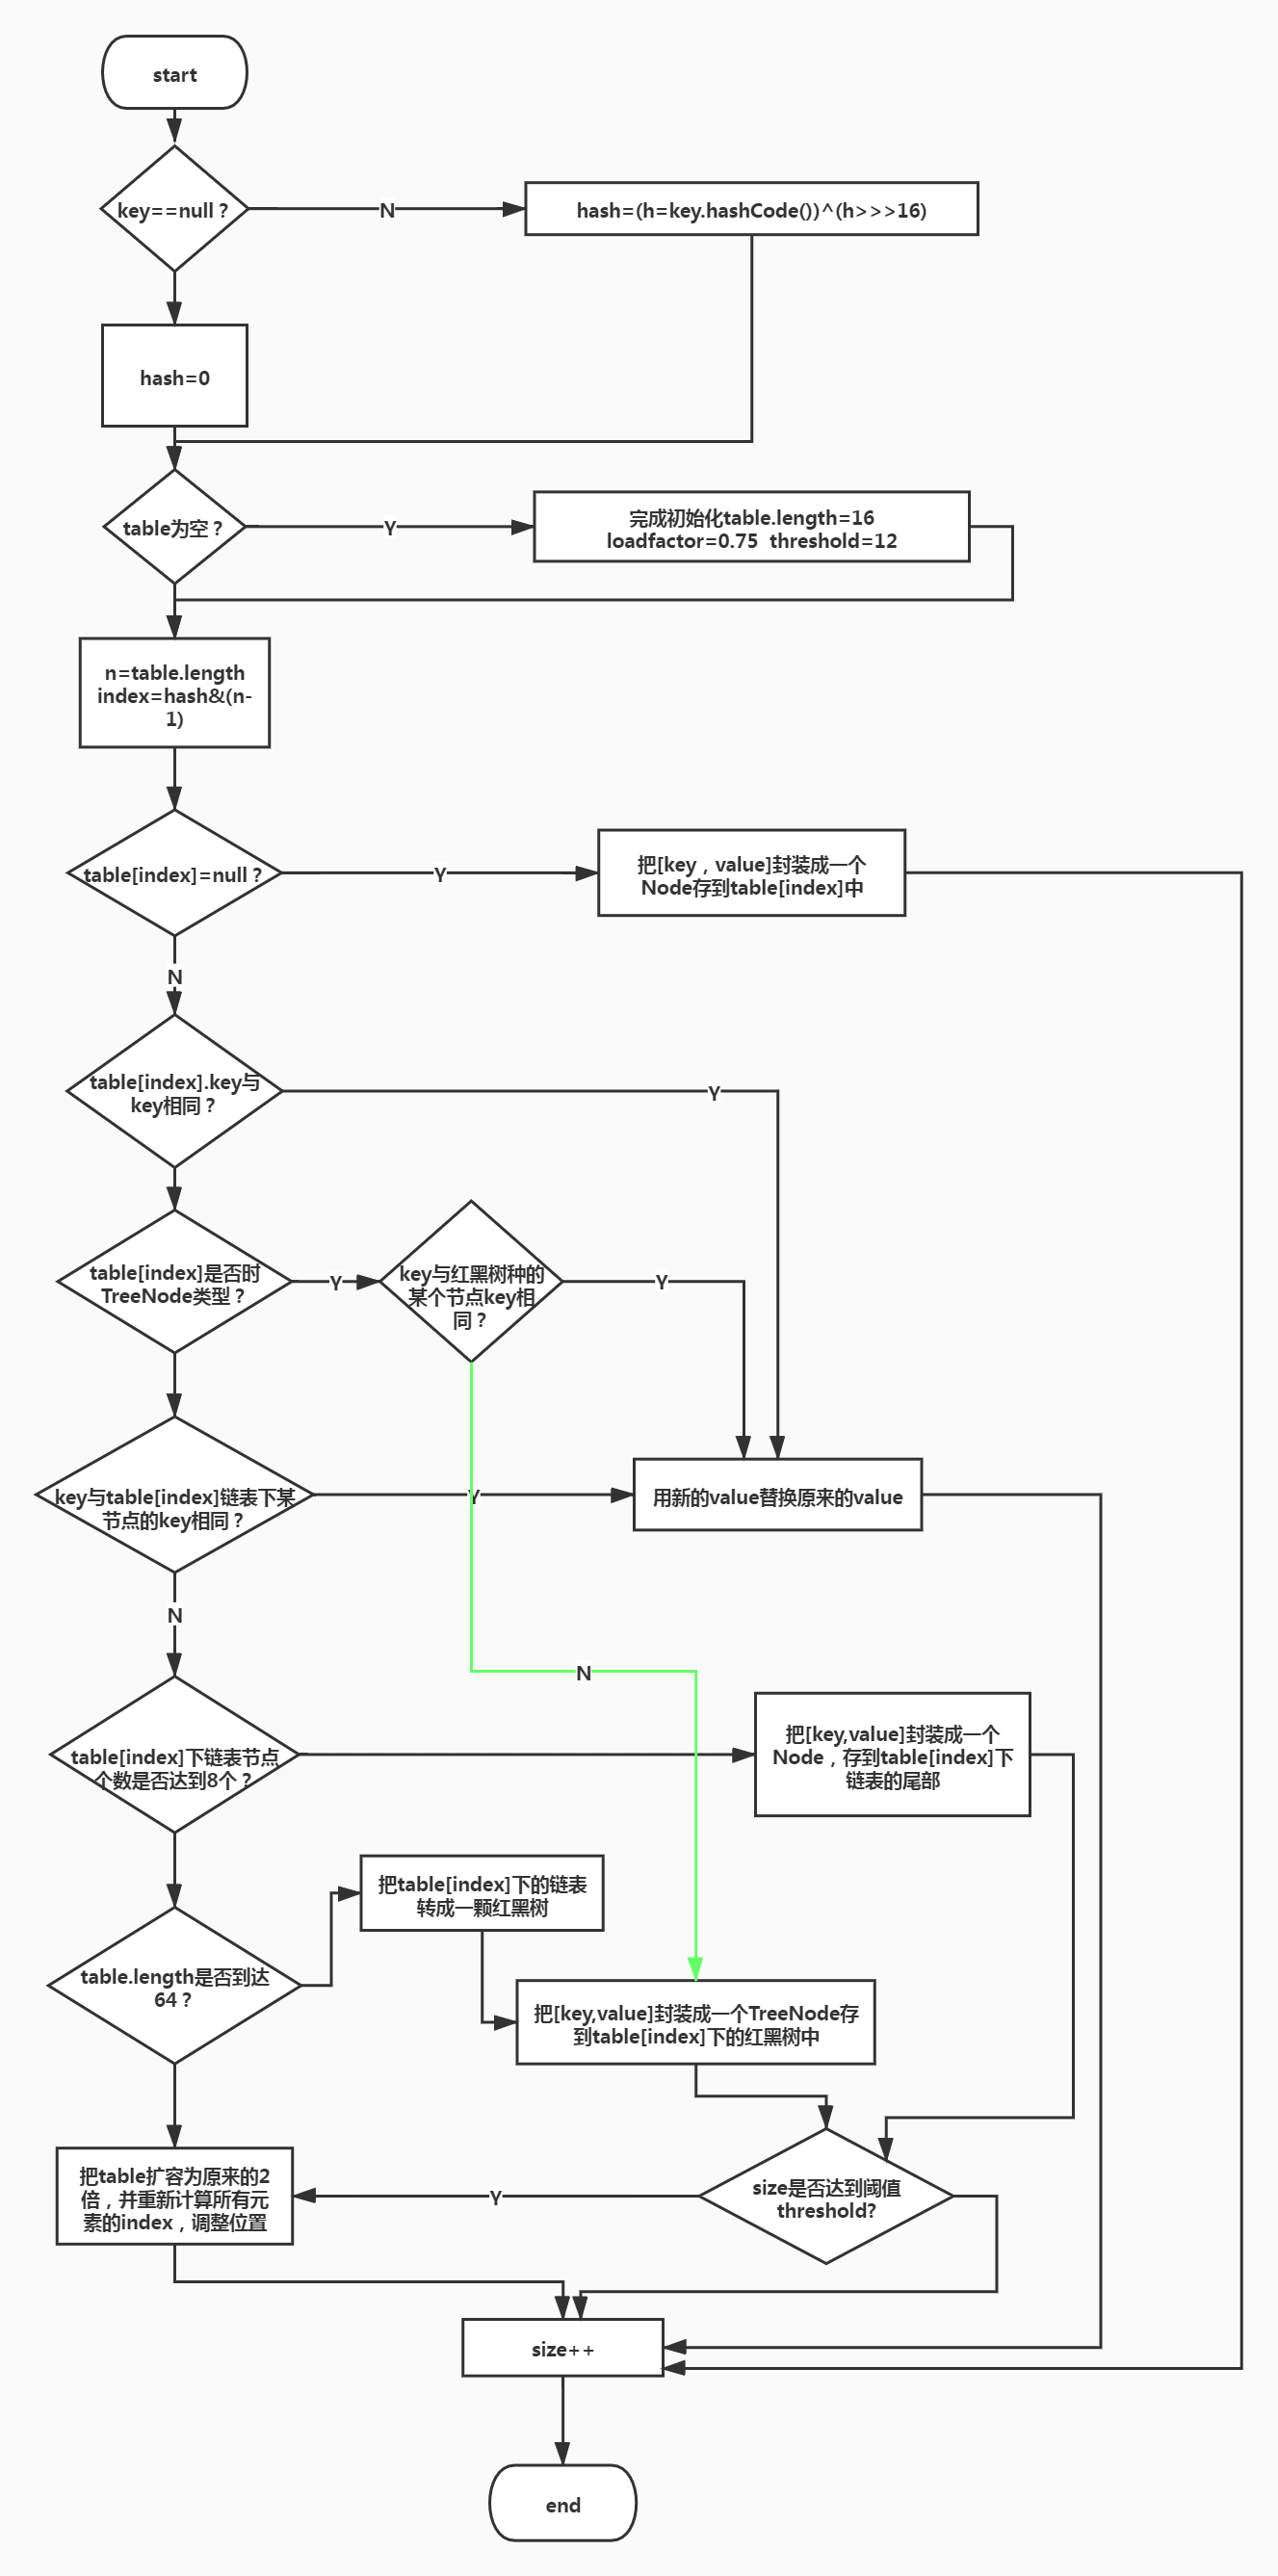 start
key==null？
N
hash=(h=key.hashCode())^(h>>>16)
hash=0
table为空？
Y
完成初始化table.length=16
loadfactor=0.75  threshold=12
n=table.length
index=hash&(n-
1)
table[index]=null？
Y
把[key，value]封装成一个
Node存到table[index]中
N
table[index].key与
key相同？
Y
table[index]是否时
TreeNode类型？
Y
key与红黑树种的
某个节点key相
同？
Y
key与table[index]链表下某
节点的key相同？
Y
用新的value替换原来的value
N
N
table[index]下链表节点
个数是否达到8个？
把[key,value]封装成一个
Node，存到table[index]下
链表的尾部
把table[index]下的链表
转成一颗红黑树
table.length是否到达
64？
把[key,value]封装成一个TreeNode存
到table[index]下的红黑树中
把table扩容为原来的2
倍，并重新计算所有元
素的index，调整位置
Y
size是否达到阈值
threshold?
size++
end